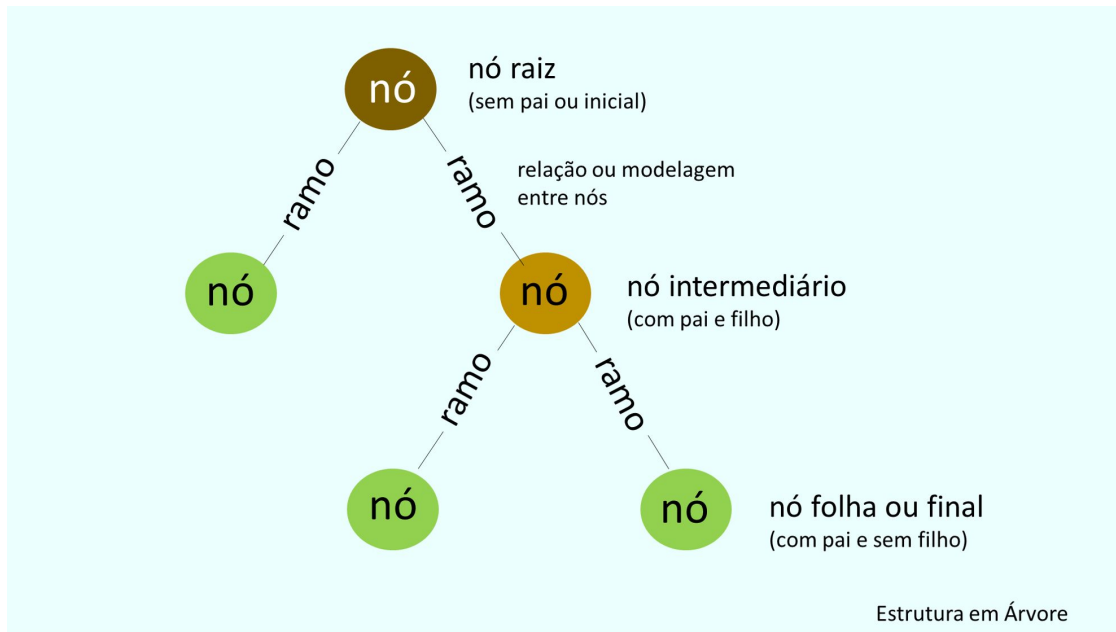 nó
nó raiz
(sem pai ou inicial)
ramo
ramo
relação ou modelagem
entre nós
nó
nó
nó intermediário
(com pai e filho)
ramo
ramo
nó
nó
nó folha ou final
(com pai e sem filho)
Estrutura em Árvore